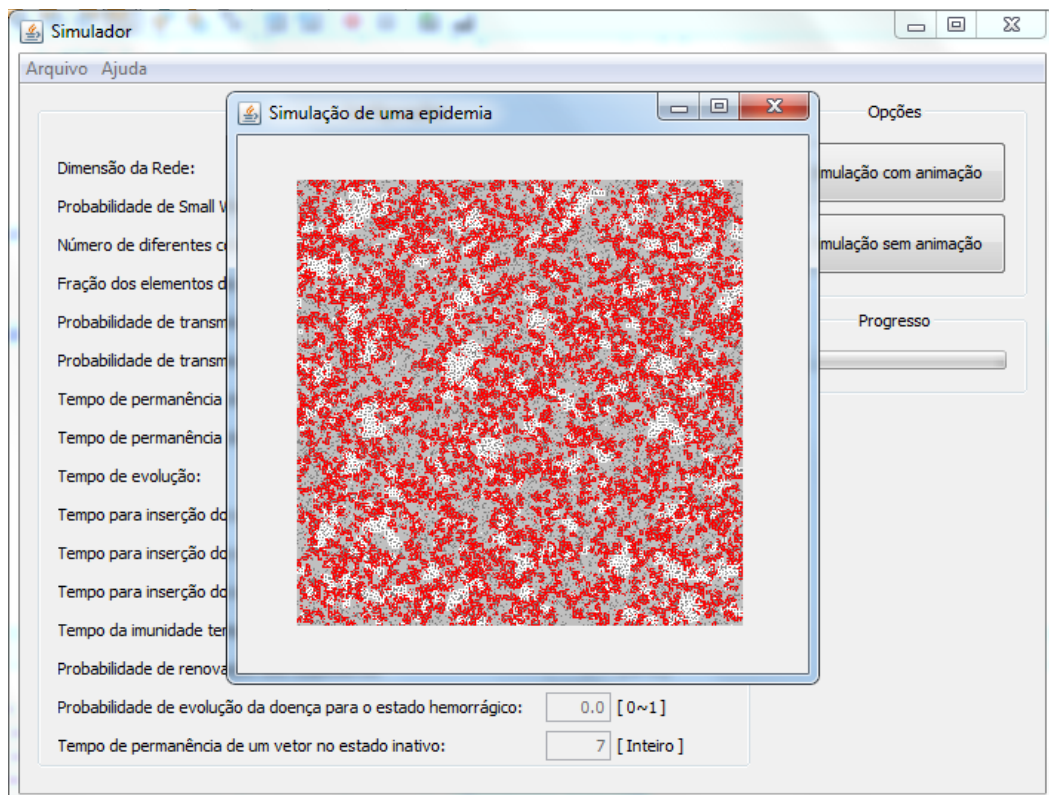 Simulador
Arquivo Ajuda
Simulação de uma epidemia
Opções
Dimensão da Rede:
mulação com animação
Probabilidade de Small
Número de diferentes
mulação sem animação
Fração dos elementos
Probabilidade de transm
Progresso
Probabilidade de transm
Tempo de permanência
Tempo de permanência
Tempo de evolução:
Tempo para inserção do
Tempo para inserção do
Tempo para inserção do
Tempo da imunidade ter
Probabilidade de renova
Probabilidade de evolução da doença para o estado hemorrágico: 0.0 [ 0~1 ]
Tempo de permanência de um vetor no estado inativo: 7 [ Inteiro ]